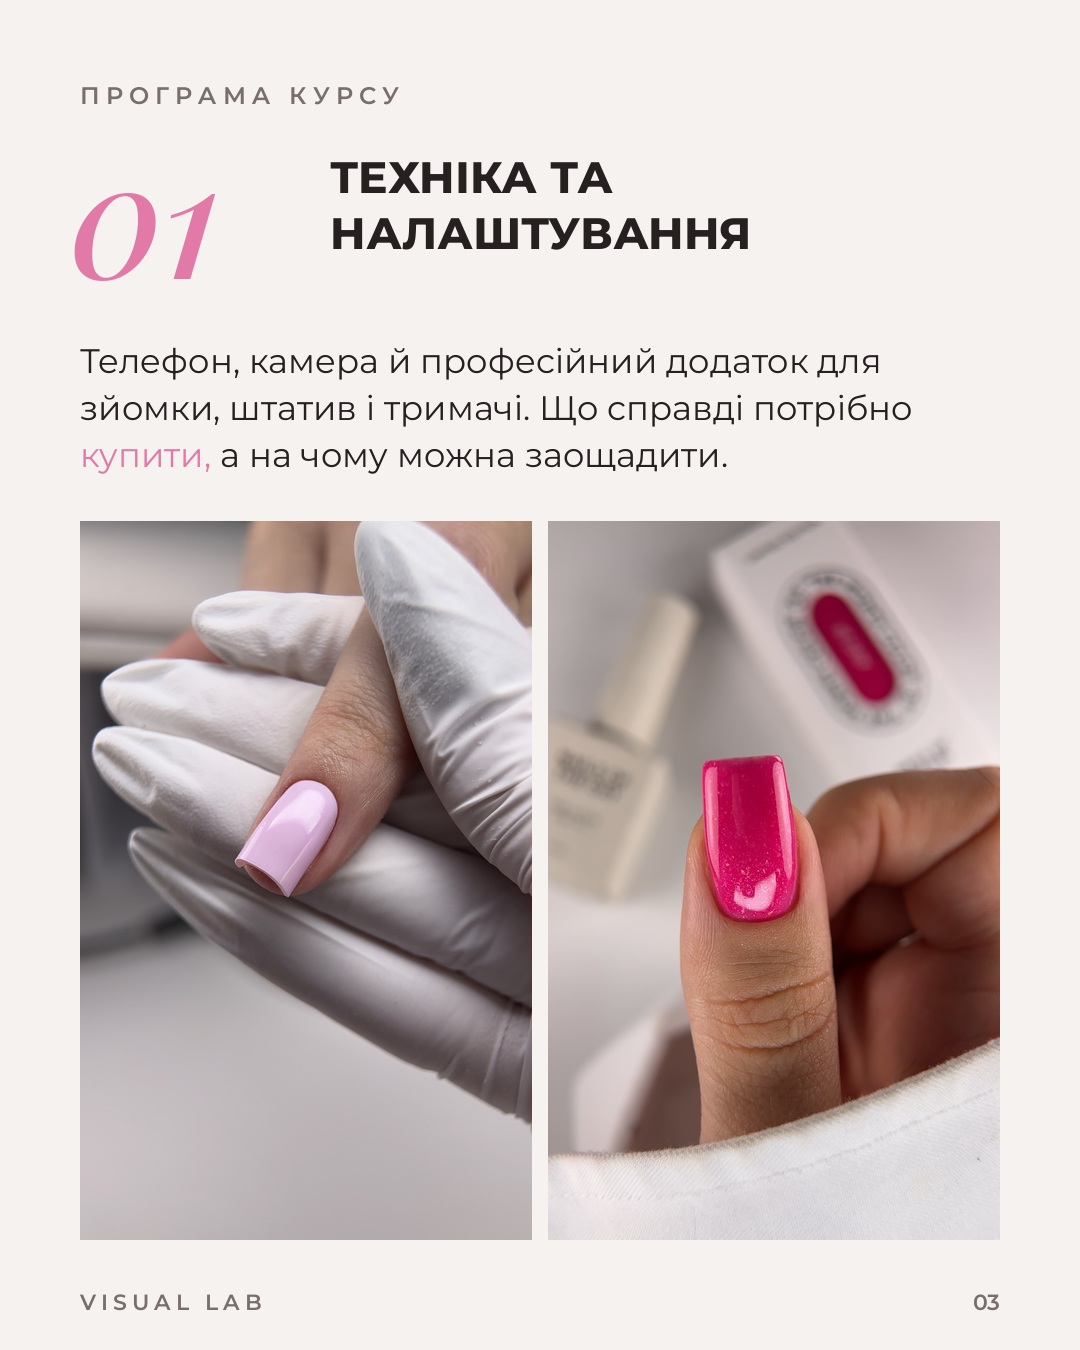 ПРОГРАМА КУРСУ
01
ТЕХНІКА ТА
НАЛАШТУВАННЯ
Телефон, камера й професійний додаток для
зйомки, штатив і тримачі. Що справді потрібно
купити, а на чому можна заощадити.
VISUAL LAB
03